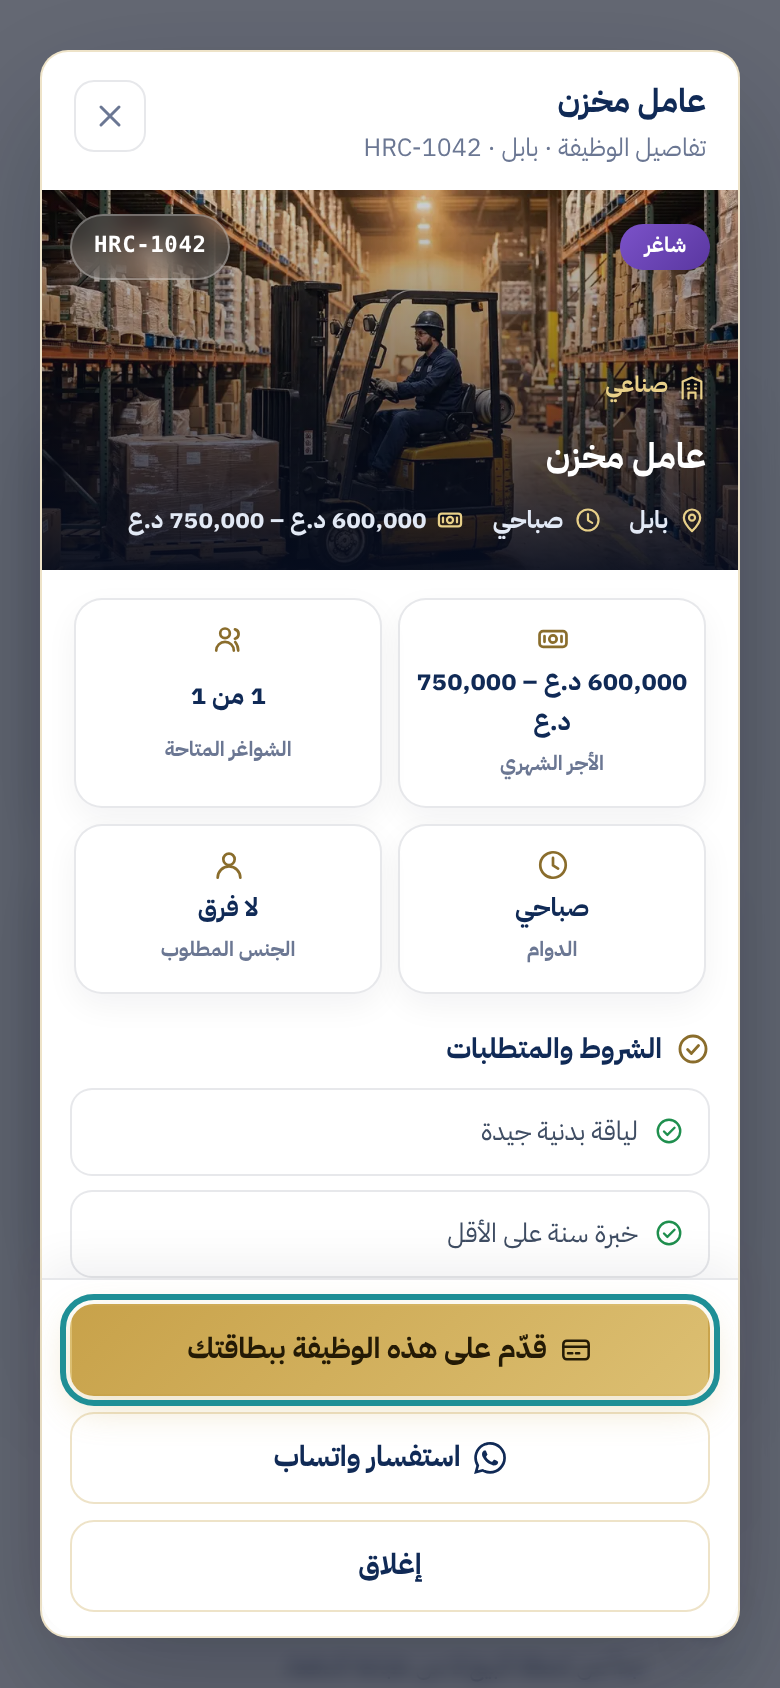 عامل مخزن
تفاصيل الوظيفة · بابل · HRC-1042
شاغر
HRC-1042
صناعي
عامل مخزن
بابل صباحي 600,000 د.ع – 750,000 د.ع
600,000 د.ع – 750,000
د.ع
الأجر الشهري
1 من 1
الشواغر المتاحة
صباحي
الدوام
لا فرق
الجنس المطلوب
الشروط والمتطلبات
لياقة بدنية جيدة
خبرة سنة على الأقل
قدّم على هذه الوظيفة ببطاقتك
استفسار واتساب
إغلاق